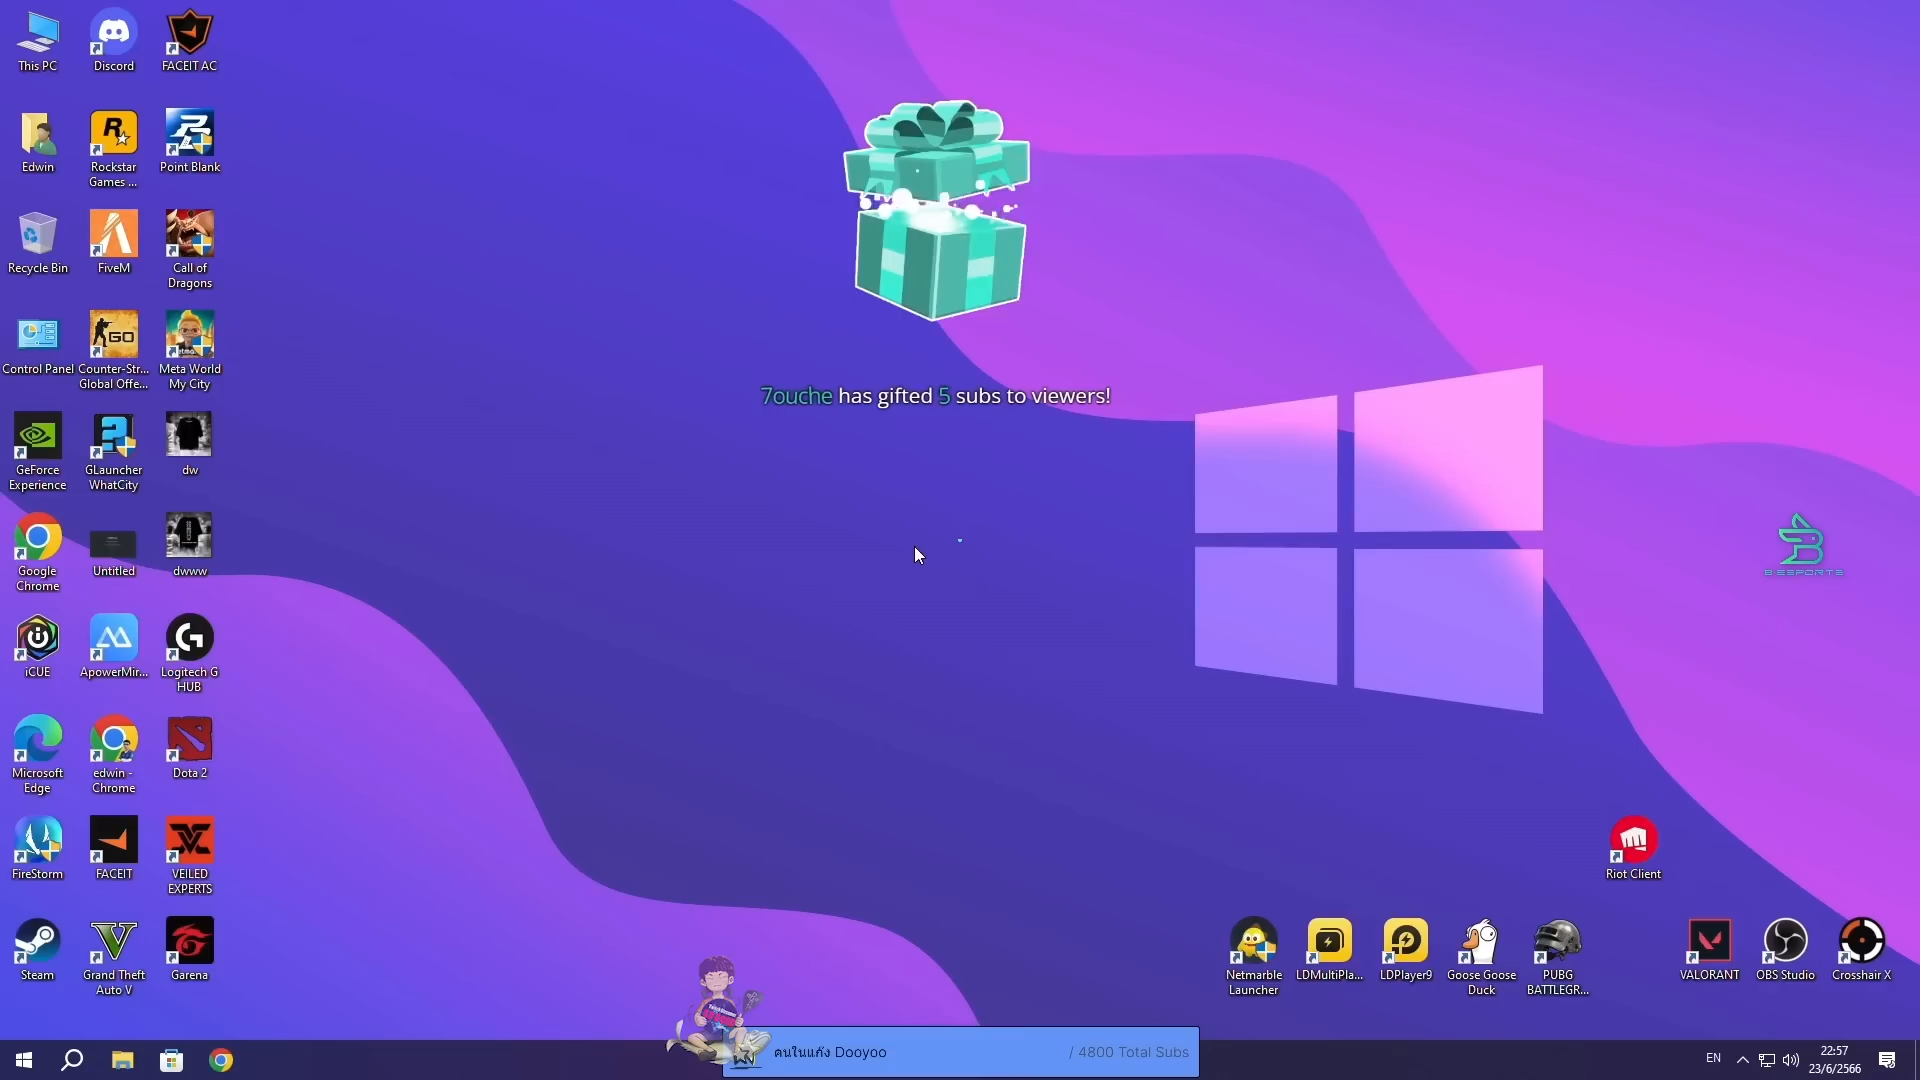 This PC
Discord
FACEIT AC
Edwin
Rockstar
Games ...
Point Blank
Recycle Bin
FiveM
Call of
Dragons
Control Panel
Counter-Str...
Global Offe...
Meta World
My City
GeForce
Experience
GLauncher
WhatCity
dw
Google
Chrome
Untitled
dwww
iCUE
ApowerMir...
Logitech G
HUB
Microsoft
Edge
edwin -
Chrome
Dota 2
FireStorm
FACEIT
VEILED
EXPERTS
Steam
Grand Theft
Auto V
Garena
7ouche has gifted 5 subs to viewers!
B-ESPORTS
Riot Client
Netmarble
Launcher
LDMultiPla...
LDPlayer9
Goose Goose
Duck
PUBG
BATTLEGR...
VALORANT
OBS Studio
Crosshair X
คนในแก๊ง Dooyoo
/ 4800 Total Subs
EN
22:57
23/6/2566